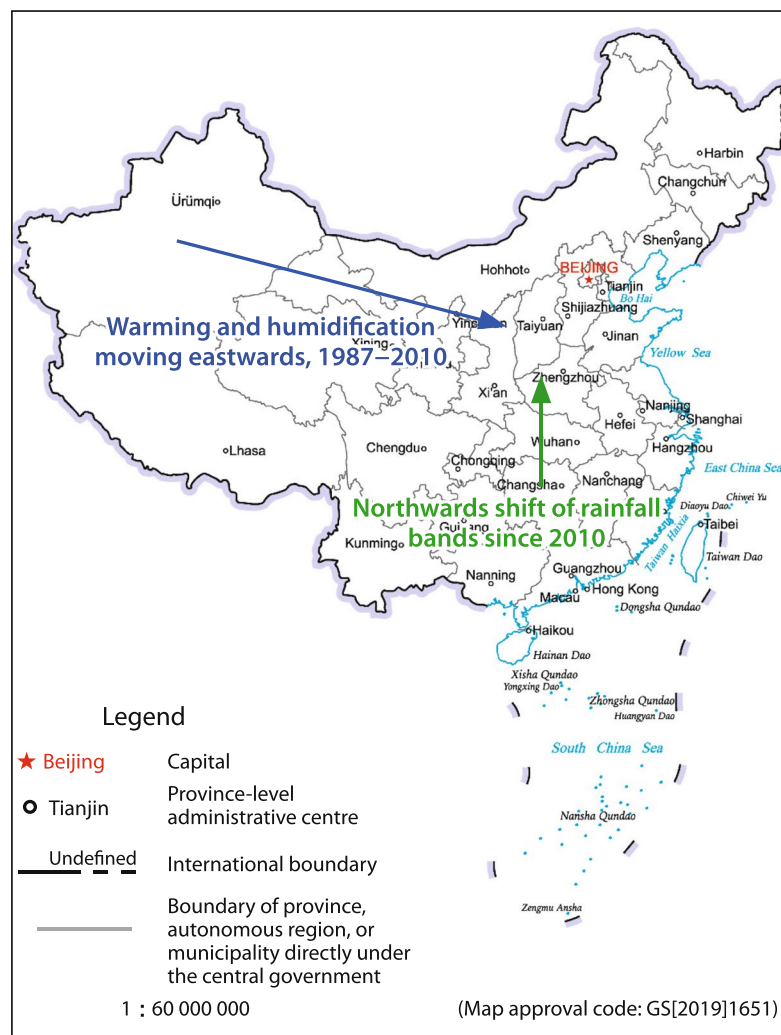 Harbin
Changchun
Ürümqi
Shenyang
Hohhot
BEIJING
Tianjin
Bo Hai
Shijiazhuang
Taiyuan
Jinan
Warming and humidification
moving eastwards, 1987–2010
Xining
Yellow Sea
Zhengzhou
Xi'an
Nanjing
Shanghai
Hefei
Hangzhou
Lhasa
Chengdu
Wuhan
Chongqing
East China Sea
Changsha
Nanchang
Northwards shift of rainfall
bands since 2010
Chiwei Yu
Diaoyu Dao
Taibei
Taiwan Haixia
Taiwan Dao
Kunming
Guangzhou
Nanning
Macau
Hong Kong
Dongsha Qundao
Haikou
Hainan Dao
Xisha Qundao
Yongxing Dao
Zhongsha Qundao
Huangyan Dao
South China Sea
Nansha Qundao
Zengmu Ansha
Legend
Beijing Capital
Tianjin Province-level
administrative centre
Undefined International boundary
Boundary of province,
autonomous region, or
municipality directly under
the central government
1 : 60 000 000 (Map approval code: GS[2019]1651)